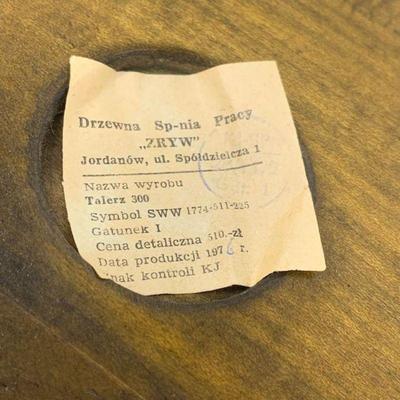 Drzewna Sp-nia Pracy
„ZRYW"
Jordanów, ul. Spółdzielcza 1
Nazwa wyrobu
Talerz 300
Symbol SWW 1774-511-225
Gatunek I
Cena detaliczna 510.-zł
Data produkcji 1976 r.
znak kontroli KJ